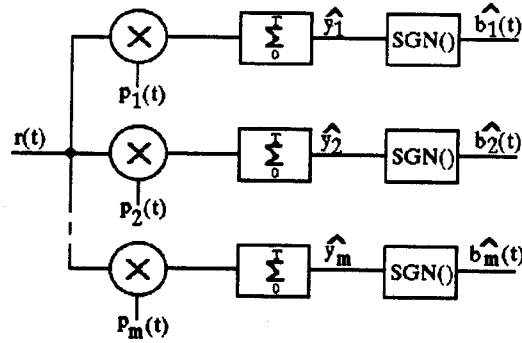 T
Σ
0
ŷ₁
SGN()
b̂₁(t)
p₁(t)
r(t)
T
Σ
0
ŷ₂
SGN()
b̂₂(t)
p₂(t)
T
Σ
0
ŷₘ
SGN()
b̂ₘ(t)
pₘ(t)